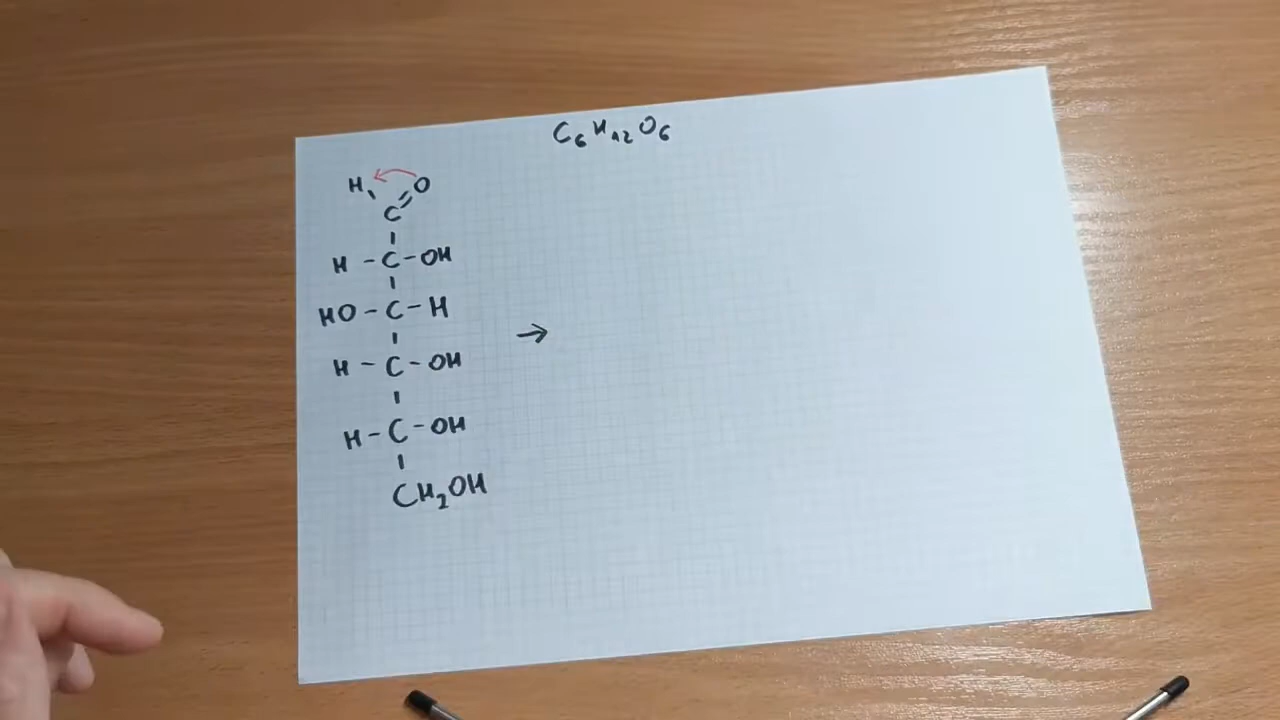 C₆H₁₂O₆
H O
C
H - C - OH
HO - C - H
→
H - C - OH
H - C - OH
CH₂OH